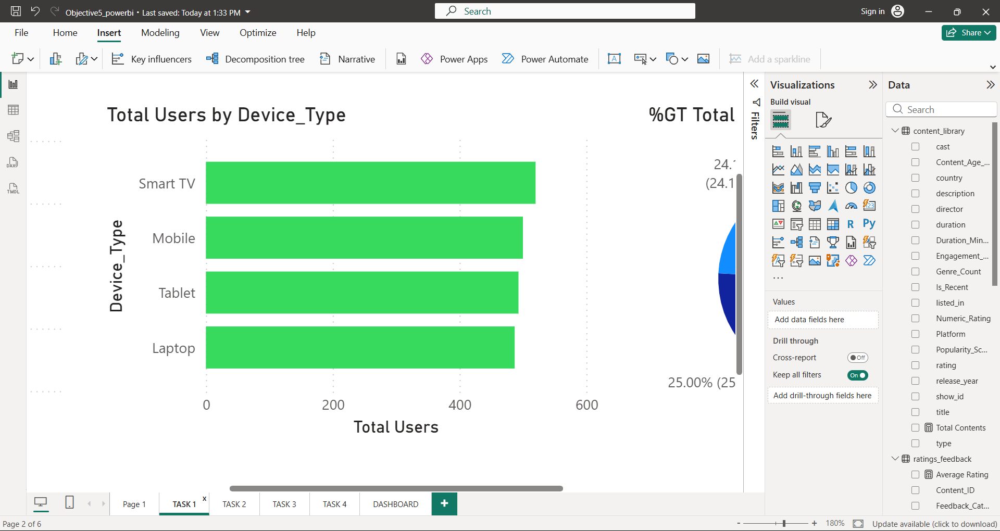 Objective5_powerbi • Last saved: Today at 1:33 PM
Search
Sign in
File Home Insert Modeling View Optimize Help
Share
Key influencers Decomposition tree Narrative Power Apps Power Automate Add a sparkline
Total Users by Device_Type
Device_Type
Smart TV
Mobile
Tablet
Laptop
0 200 400 600
Total Users
%GT Total
24.1
(24.1
25.00% (25
Filters
Visualizations
Build visual
123
R Py
...
Values
Add data fields here
Drill through
Cross-report Off
Keep all filters On
Add drill-through fields here
Data
Search
content_library
cast
Content_Age_...
country
description
director
duration
Duration_Min...
Engagement_...
Genre_Count
Is_Recent
listed_in
Numeric_Rating
Platform
Popularity_Sc...
rating
release_year
show_id
title
Total Contents
type
ratings_feedback
Average Rating
Content_ID
Feedback_Cat...
DAX
TMDL
Page 1 TASK 1 x TASK 2 TASK 3 TASK 4 DASHBOARD +
Page 2 of 6
- + 180% Update available (click to download)